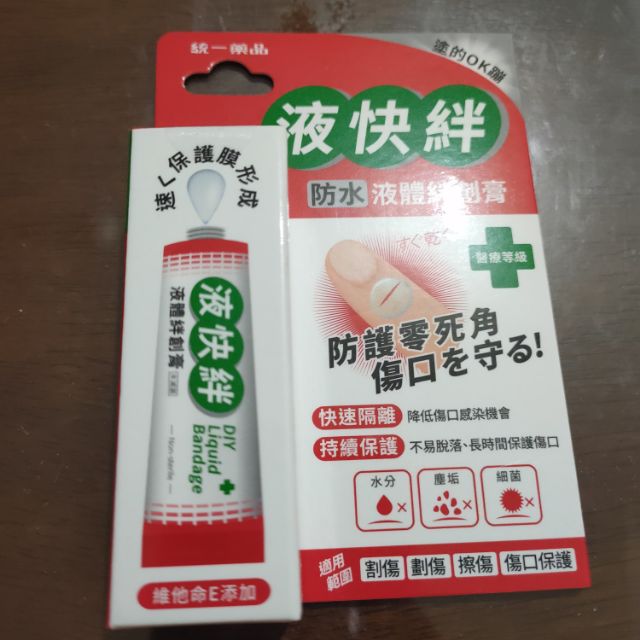 統一藥品
塗的OK蹦
液快絆
防水 液體絆創膏
すぐ乾
醫療等級
防護零死角
傷口を守る!
快速隔離 降低傷口感染機會
持續保護 不易脫落、長時間保護傷口
水分 塵垢 細菌
適用範圍 割傷 劃傷 擦傷 傷口保護
速く保護膜形成
液快絆
液體絆創膏
DIY
Liquid
Bandage
Non-sterile
維他命E添加